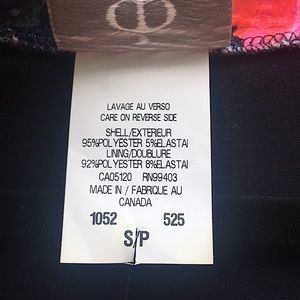 LAVAGE AU VERSO
CARE ON REVERSE SIDE
SHELL/EXTERIEUR
95%POLYESTER 5%ELASTAI
LINING/DOUBLURE
92%POLYESTER 8%ELASTAI
CA05120 RN99403
MADE IN / FABRIQUE AU
CANADA
1052 525
S/P